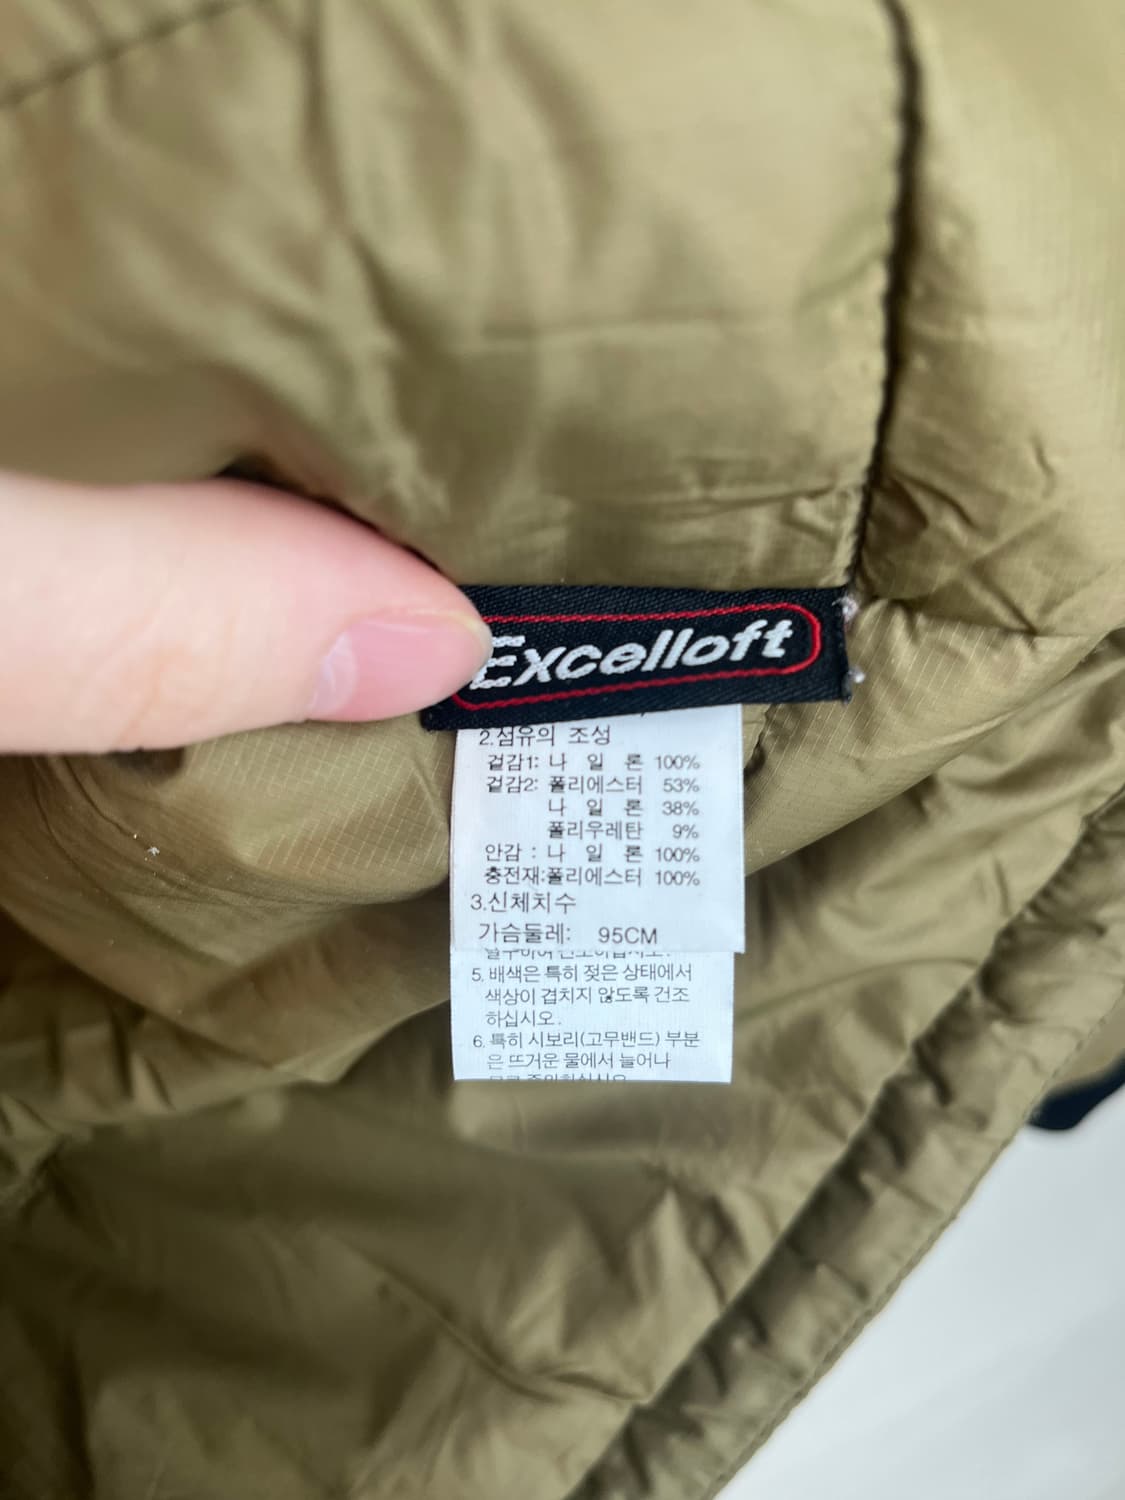 Excelloft
2.섬유의 조성
겉감1: 나 일 론 100%
겉감2: 폴리에스터 53%
나 일 론 38%
폴리우레탄 9%
안감 : 나 일 론 100%
충전재:폴리에스터 100%
3.신체치수
가슴둘레: 95CM
5. 배색은 특히 젖은 상태에서
색상이 겹치지 않도록 건조
하십시오.
6. 특히 시보리(고무밴드) 부분
은 뜨거운 물에서 늘어나